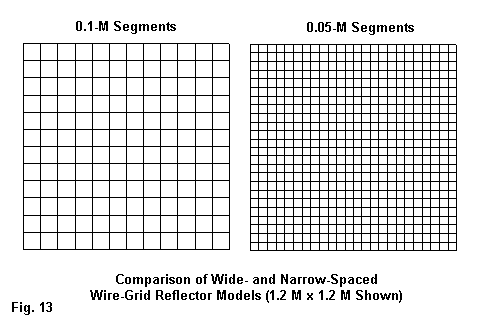 0.1-M Segments
0.05-M Segments
Comparison of Wide- and Narrow-Spaced
Wire-Grid Reflector Models (1.2 M x 1.2 M Shown)
Fig. 13